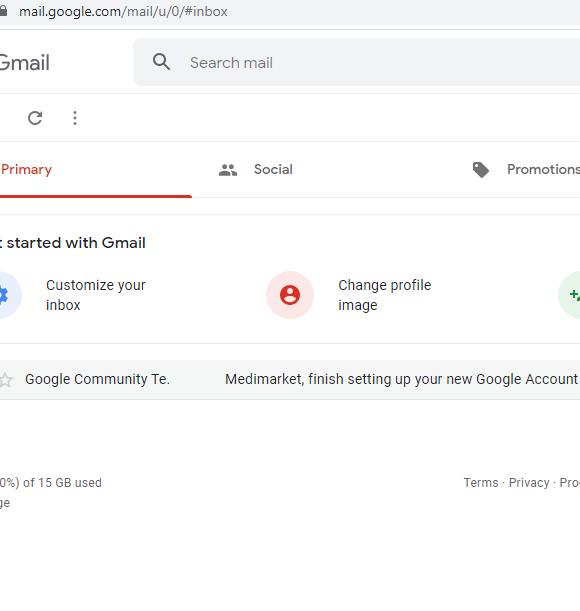 mail.google.com/mail/u/0/#inbox
Gmail
Search mail
Primary
Social
Promotions
started with Gmail
Customize your
inbox
Change profile
image
Google Community Te.
Medimarket, finish setting up your new Google Account
0%) of 15 GB used
Terms · Privacy · Pro
ge